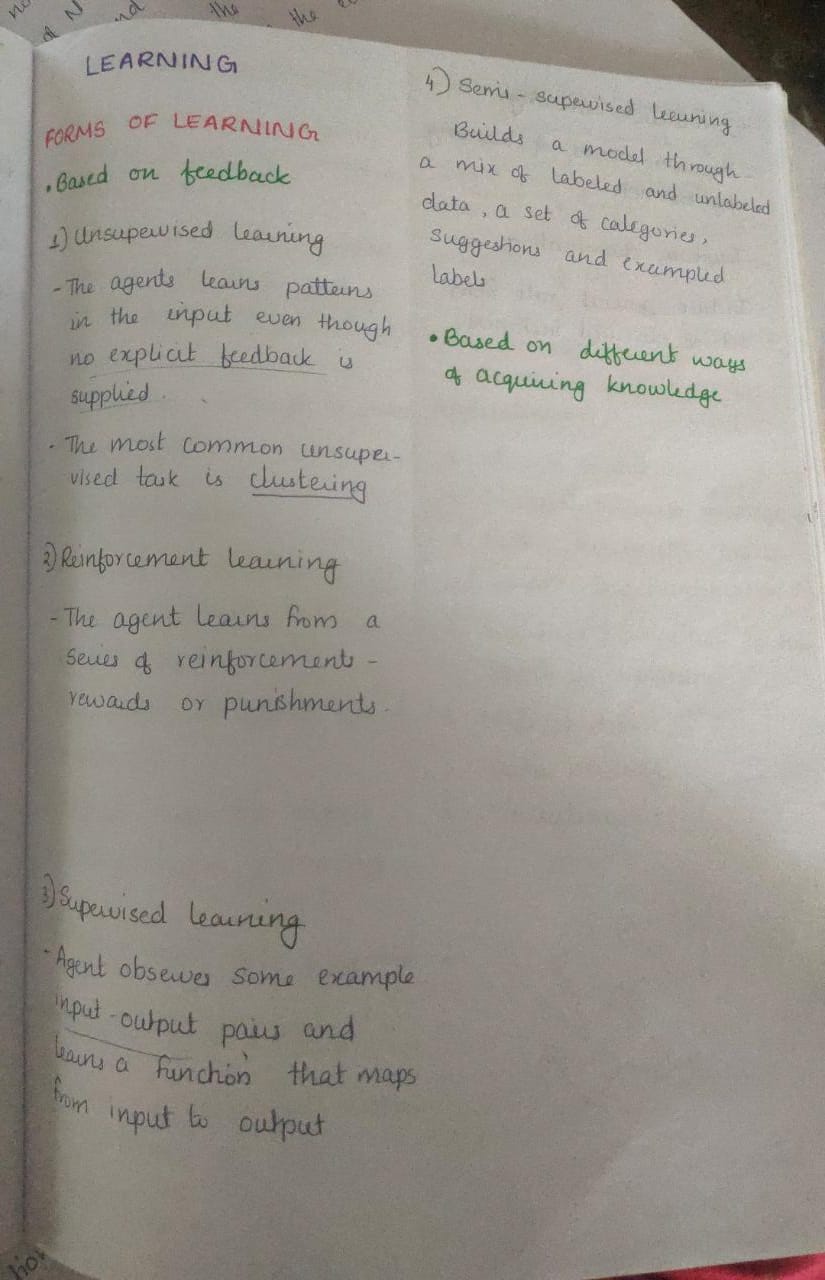 LEARNING
FORMS OF LEARNING
• Based on feedback
1) Unsupervised learning
- The agents learns patterns
in the input even though
no explicit feedback is
supplied.
- The most common unsuper-
vised task is clustering
2) Reinforcement learning
- The agent learns from a
series of reinforcements -
rewards or punishments.
3) Supervised learning
- Agent observes some example
input-output pairs and
learns a function that maps
from input to output
4) Semi-supervised learning
Builds a model through
a mix of labeled and unlabeled
data, a set of categories,
suggestions and exampled
labels
• Based on different ways
of acquiring knowledge
the
the